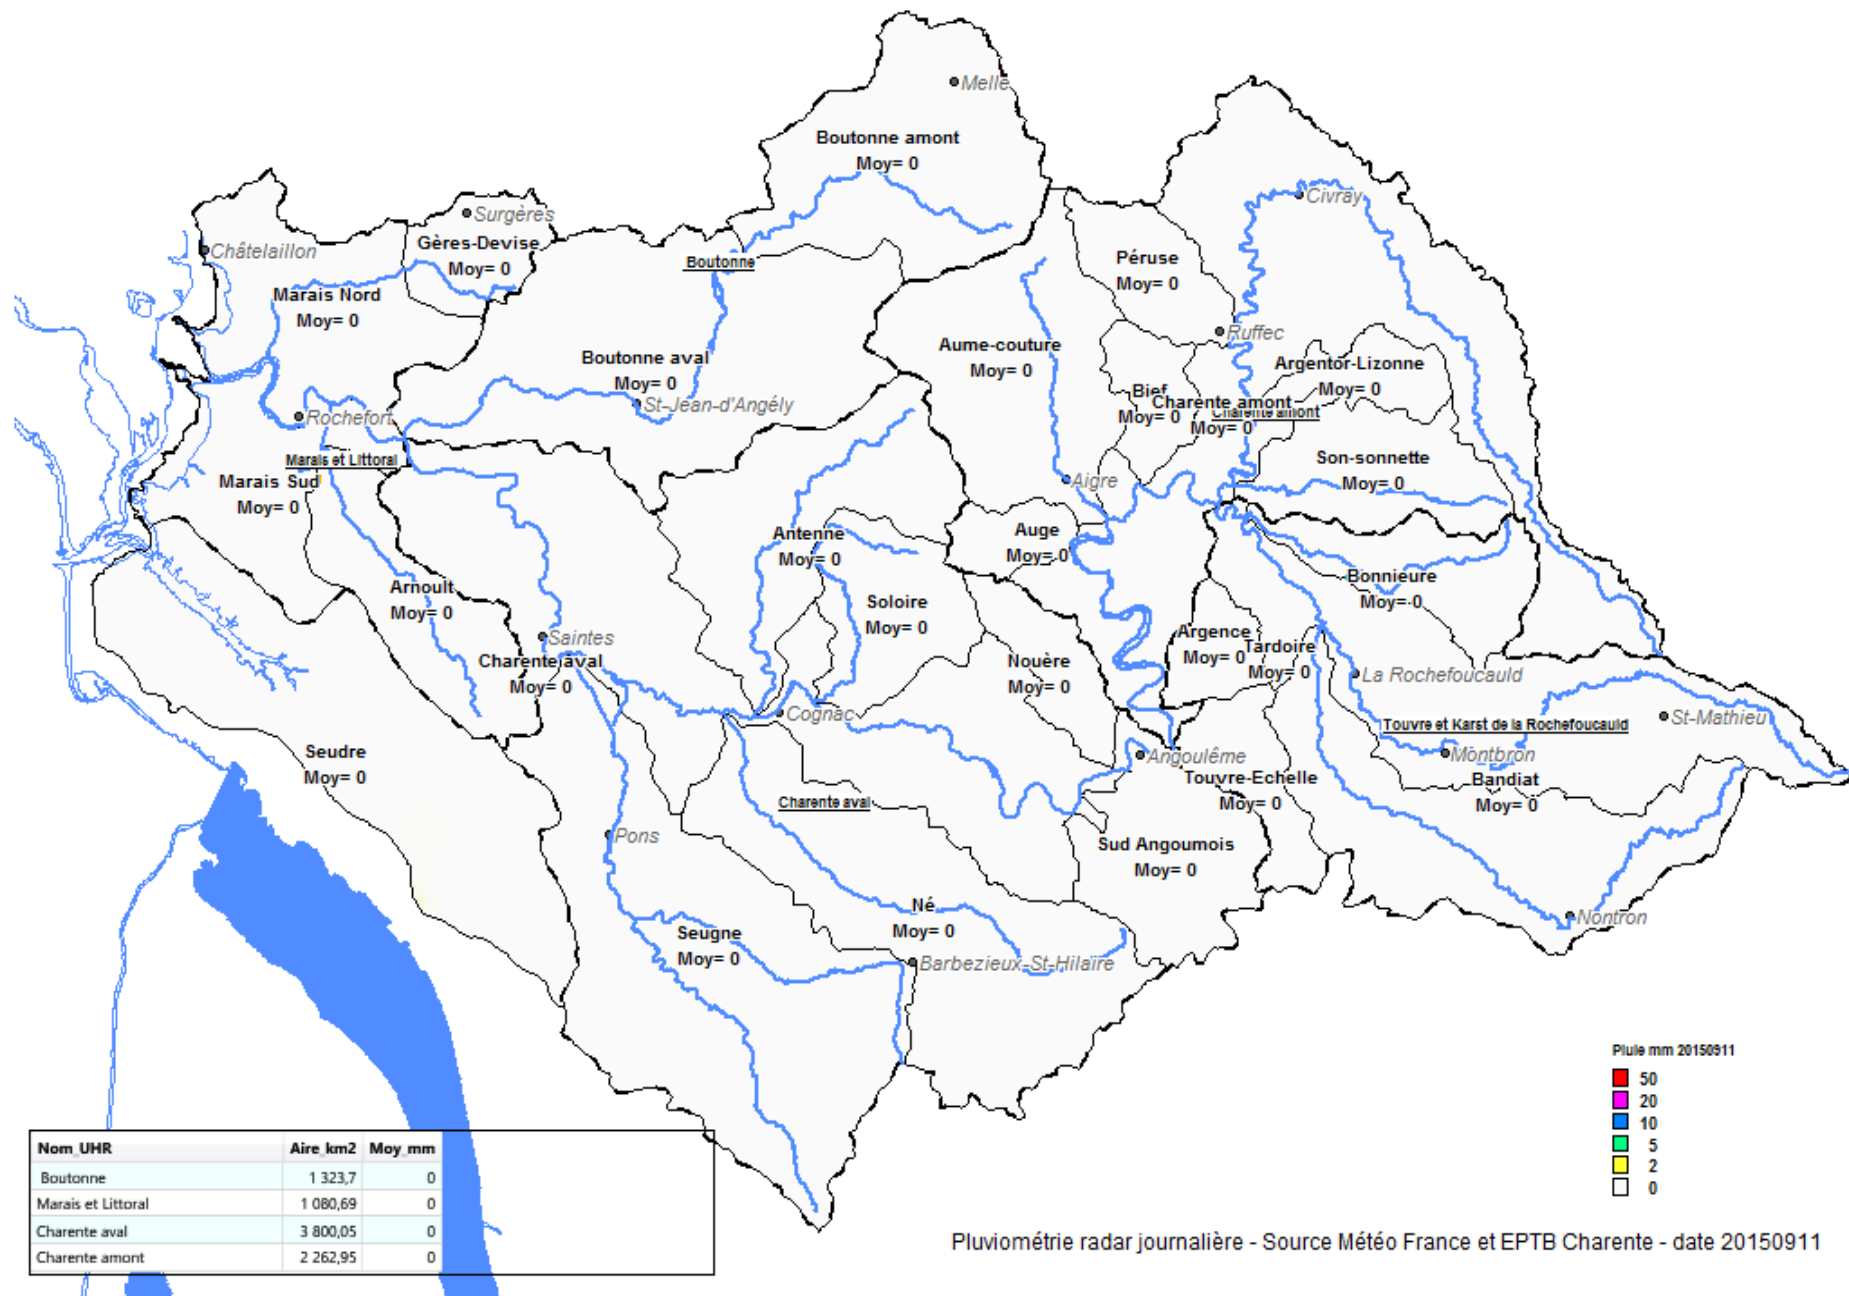 Melle
Boutonne amont
Moy= 0
Civray
Surgères
Châtelaillon
Gères-Devise
Moy= 0
Boutonne
Péruse
Moy= 0
Marais Nord
Moy= 0
Ruffec
Aume-couture
Moy= 0
Boutonne aval
Moy= 0
St-Jean-d'Angély
Argentor-Lizonne
Moy= 0
Bief
Moy= 0
Charente amont
Charente amont
Moy= 0
Rochefort
Marais et Littoral
Marais Sud
Moy= 0
Son-sonnette
Moy= 0
Aigre
Antenne
Moy= 0
Auge
Moy= 0
Arnoult
Moy= 0
Bonnieure
Moy= 0
Soloire
Moy= 0
Saintes
Argence
Moy= 0
Tardoire
Moy= 0
Charente aval
Moy= 0
Nouère
Moy= 0
La Rochefoucauld
Cognac
Touvre et Karst de la Rochefoucauld
St-Mathieu
Seudre
Moy= 0
Angoulême
Montbron
Touvre-Echelle
Moy= 0
Bandiat
Moy= 0
Charente aval
Pons
Sud Angoumois
Moy= 0
Né
Moy= 0
Nontron
Seugne
Moy= 0
Barbezieux-St-Hilaire
Pluie mm 20150911
50
20
10
5
2
0
Nom_UHR Aire_km2 Moy_mm
Boutonne 1 323,7 0
Marais et Littoral 1 080,69 0
Charente aval 3 800,05 0
Charente amont 2 262,95 0
Pluviométrie radar journalière - Source Météo France et EPTB Charente - date 20150911